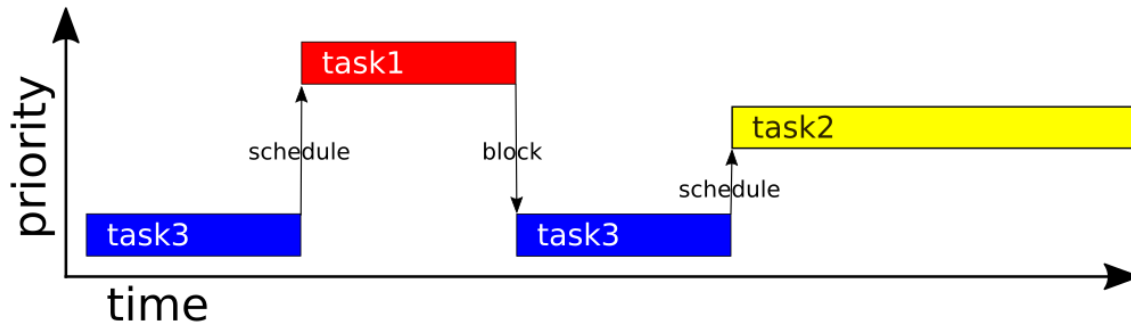 task1
task2
schedule
block
schedule
priority
task3
task3
time